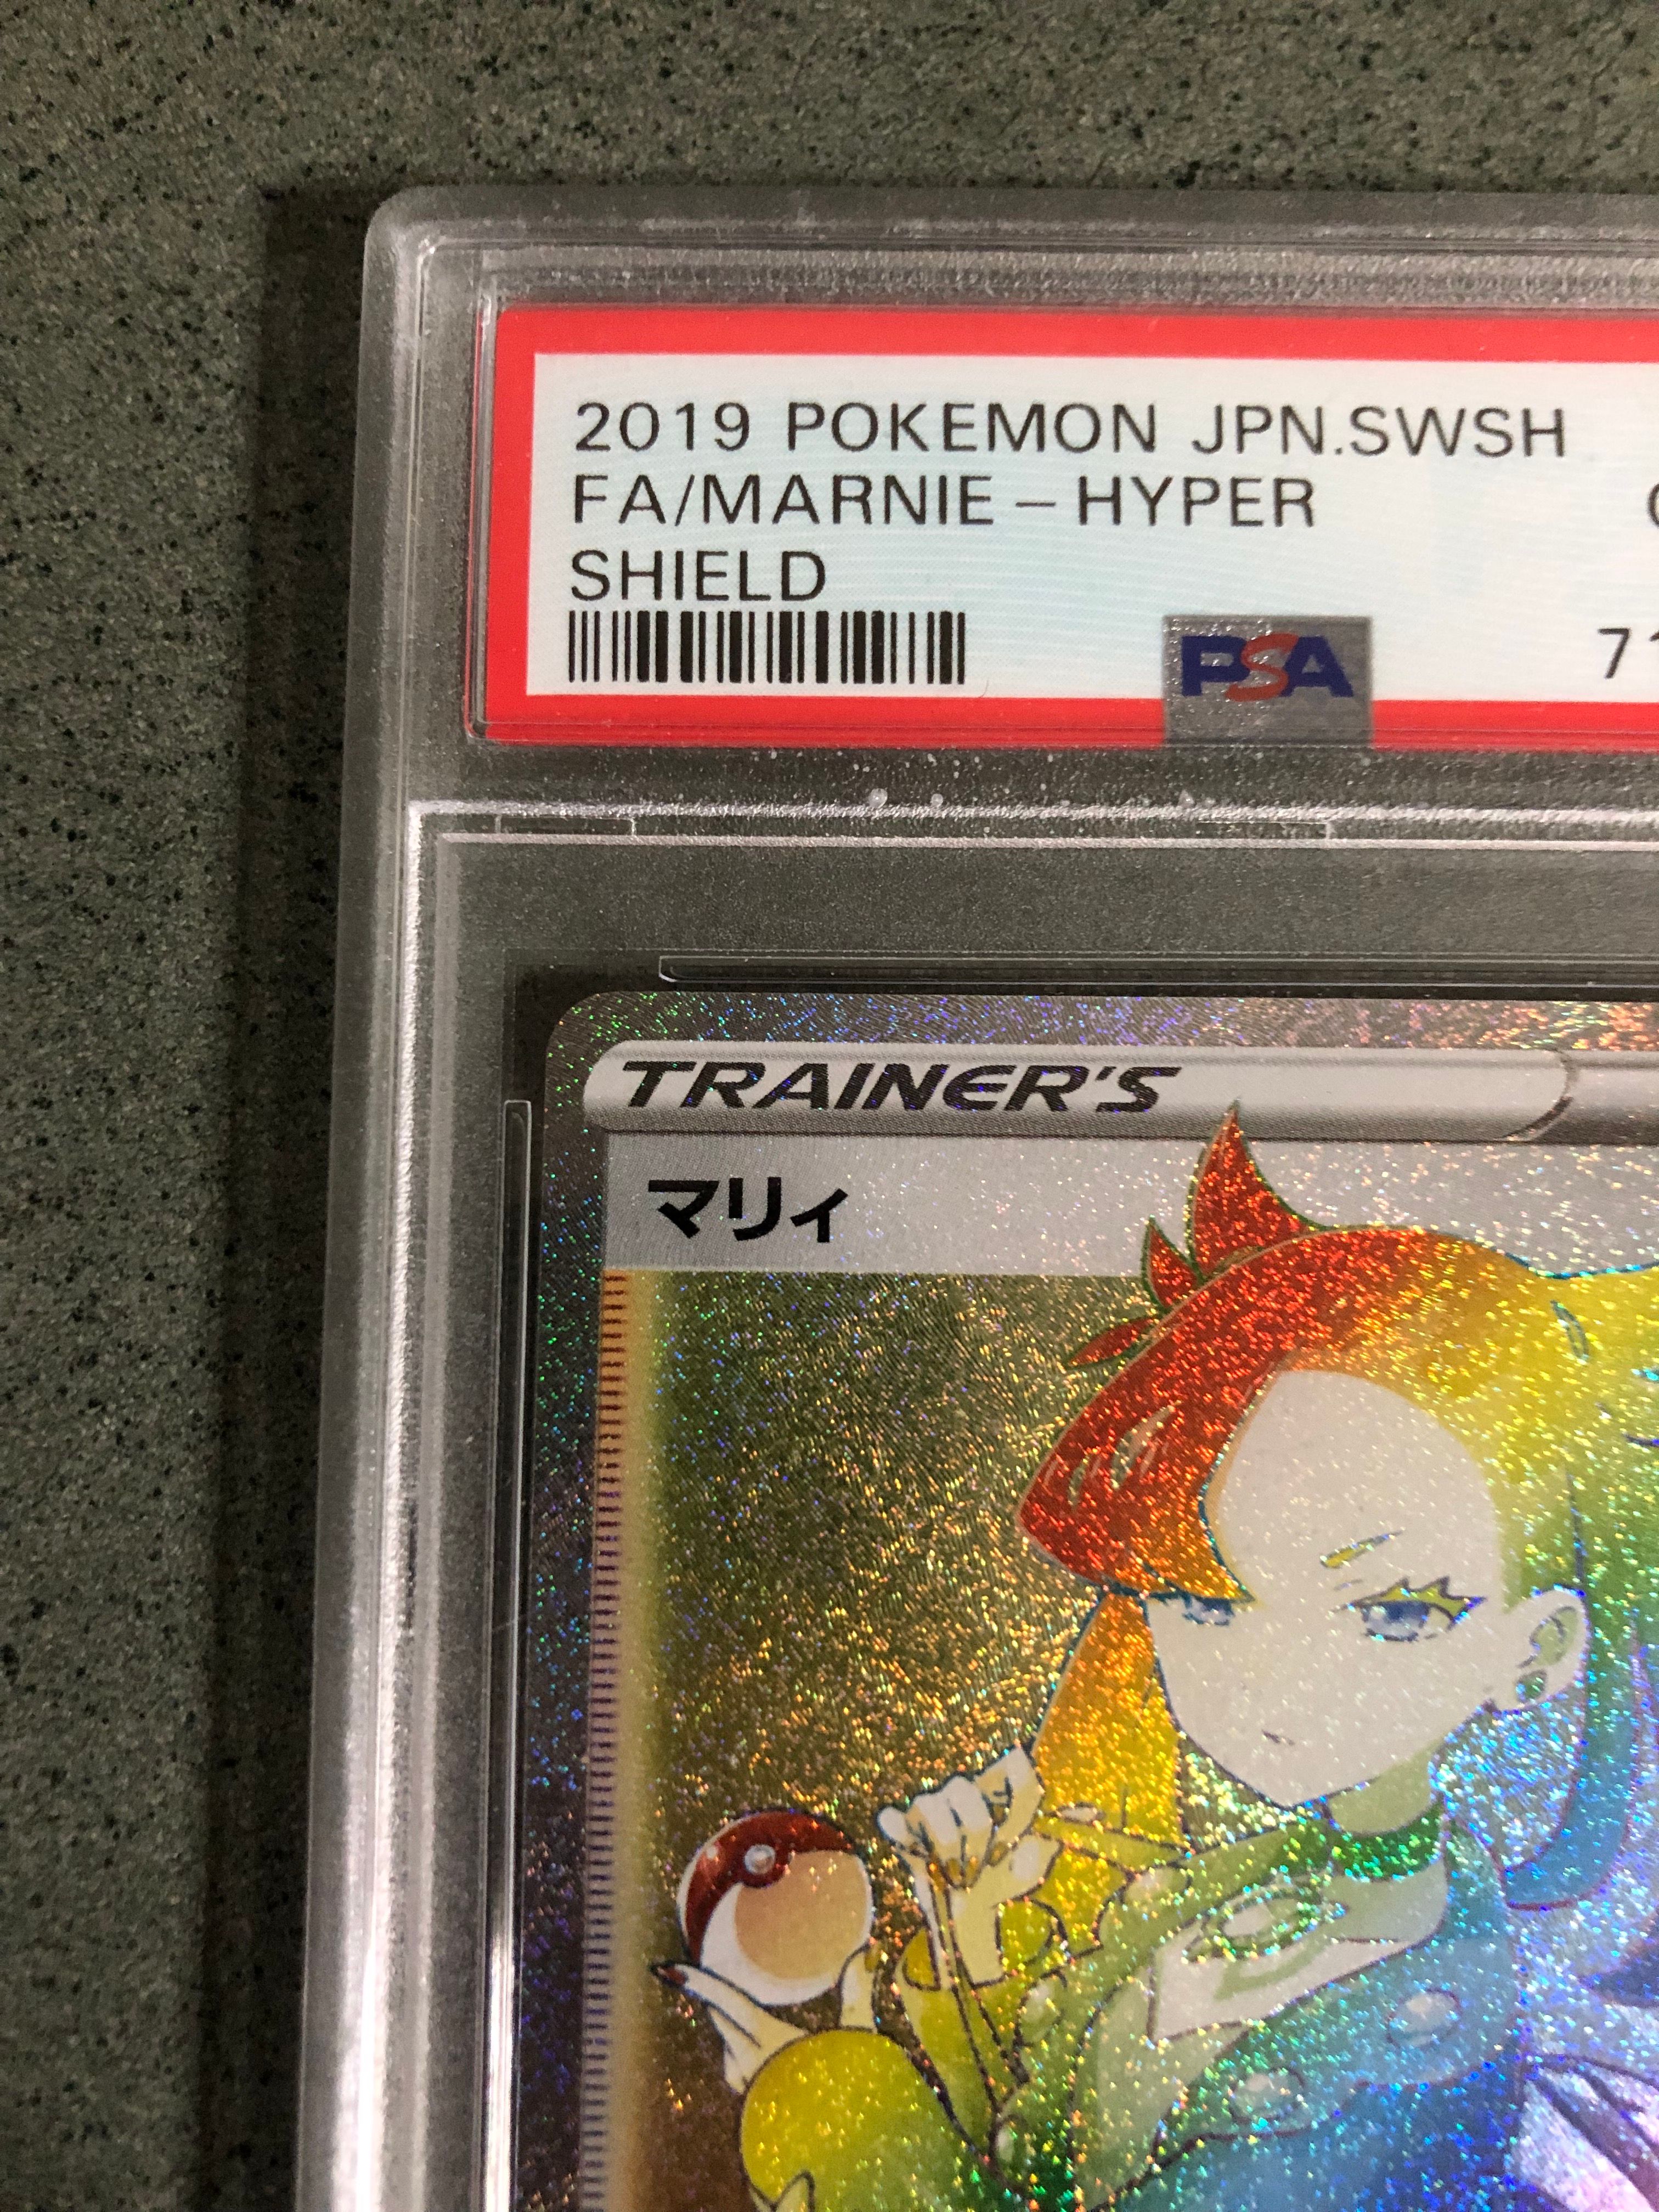 2019 POKEMON JPN.SWSH
FA/MARNIE-HYPER
SHIELD
PSA
TRAINER'S
マリィ